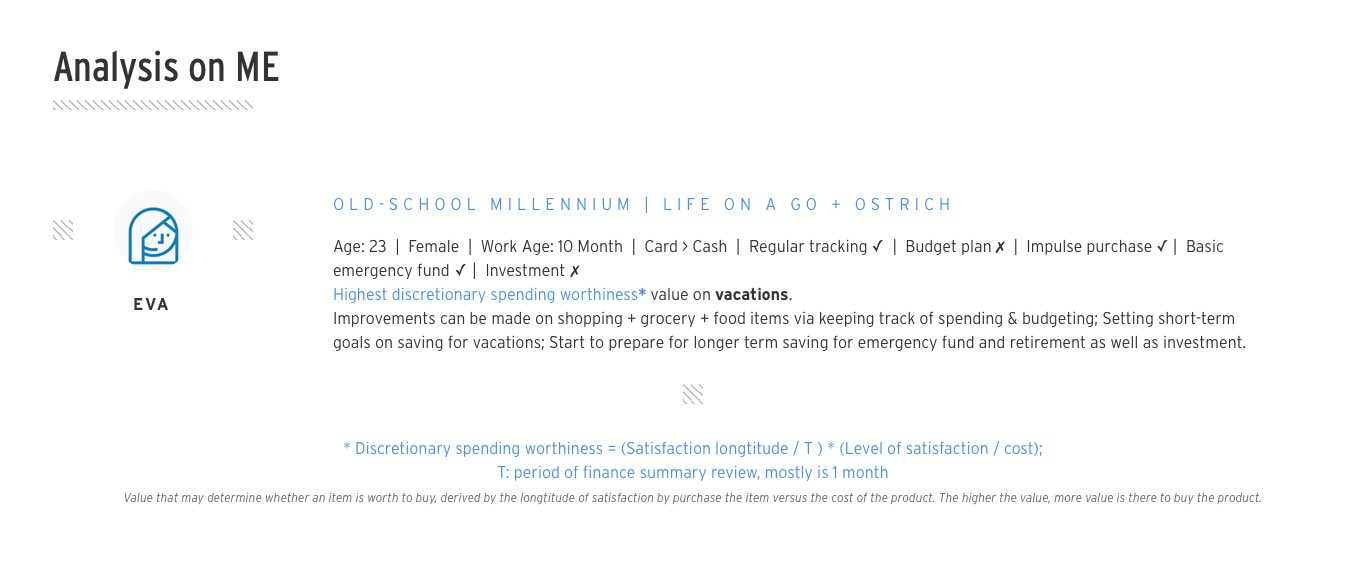 Analysis on ME
EVA
OLD-SCHOOL MILLENNIUM | LIFE ON A GO + OSTRICH
Age: 23 | Female | Work Age: 10 Month | Card > Cash | Regular tracking ✓ | Budget plan ✗ | Impulse purchase ✓ | Basic
emergency fund ✓ | Investment ✗
Highest discretionary spending worthiness* value on vacations.
Improvements can be made on shopping + grocery + food items via keeping track of spending & budgeting; Setting short-term
goals on saving for vacations; Start to prepare for longer term saving for emergency fund and retirement as well as investment.
* Discretionary spending worthiness = (Satisfaction longtitude / T ) * (Level of satisfaction / cost);
T: period of finance summary review, mostly is 1 month
Value that may determine whether an item is worth to buy, derived by the longtitude of satisfaction by purchase the item versus the cost of the product. The higher the value, more value is there to buy the product.